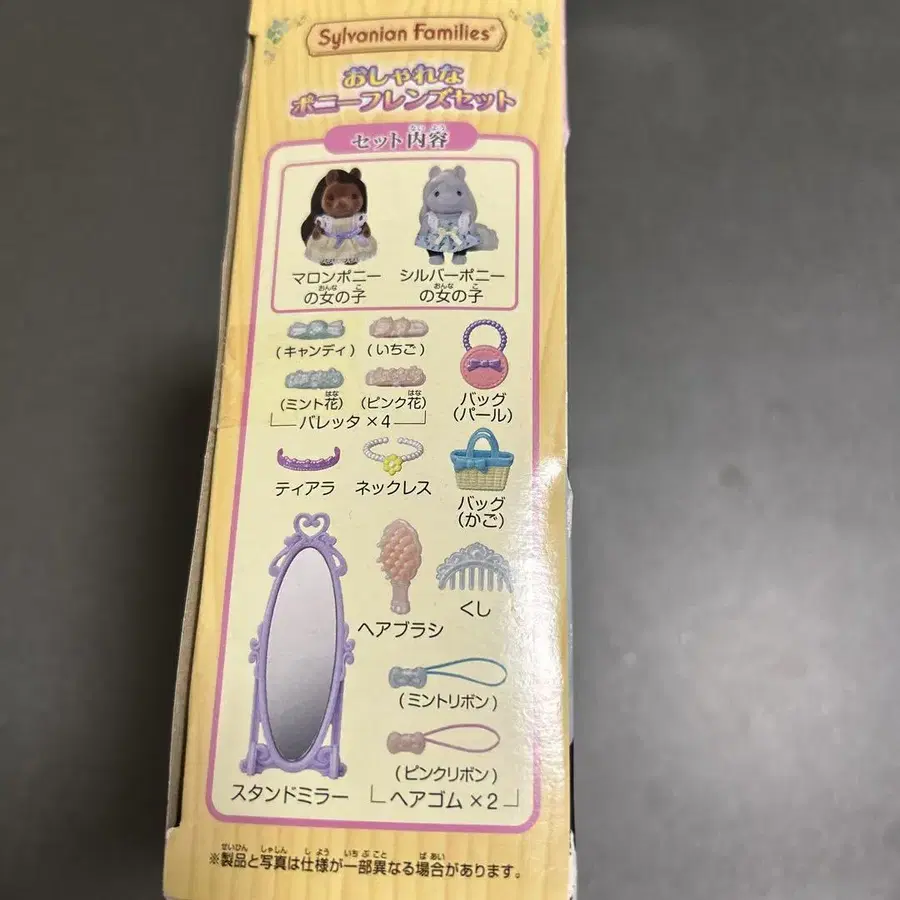 Sylvanian Families®
おしゃれな
ポニーフレンズセット
セット内容
マロンポニー
の女の子
シルバーポニー
の女の子
(キャンディ)
(いちご)
(ミント花)
(ピンク花)
バレッタ×4
バッグ
(パール)
ティアラ
ネックレス
バッグ
(かご)
ヘアブラシ
くし
スタンドミラー
(ミントリボン)
(ピンクリボン)
ヘアゴム×2
※製品と写真は仕様が一部異なる場合があります。